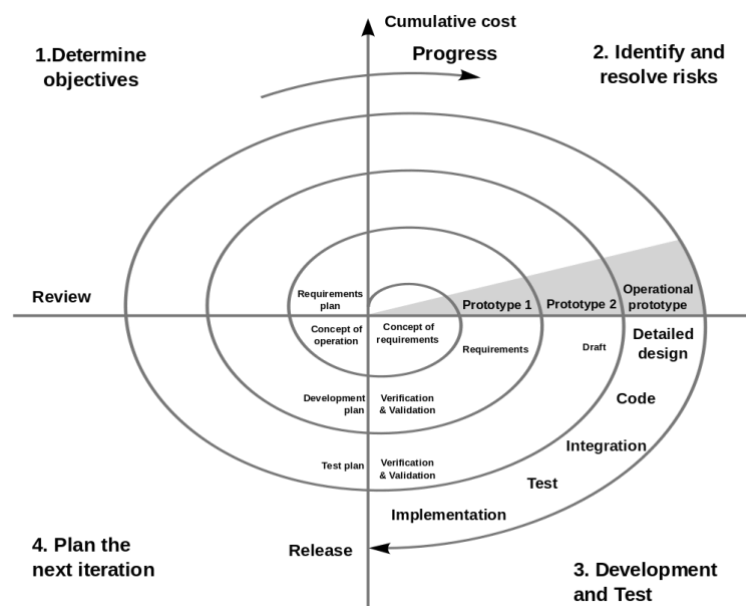 Cumulative cost
1.Determine
objectives
Progress
2. Identify and
resolve risks
Review
Requirements
plan
Prototype 1
Prototype 2
Operational
prototype
Concept of
operation
Concept of
requirements
Requirements
Draft
Detailed
design
Development
plan
Verification
& Validation
Code
Integration
Test plan
Verification
& Validation
Test
Implementation
Release
4. Plan the
next iteration
3. Development
and Test